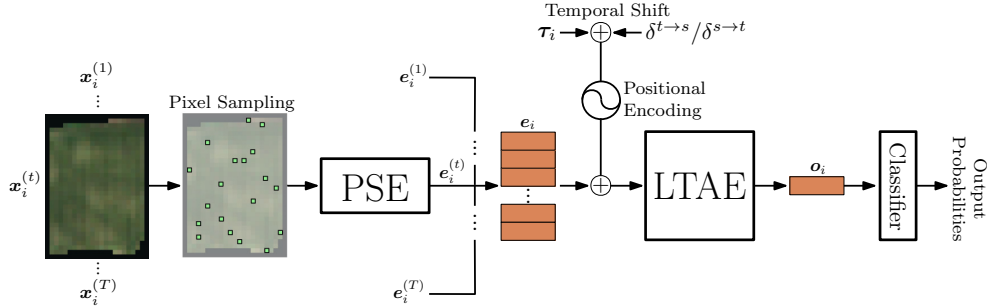 Temporal Shift
τ_i
δ^{t→s}/δ^{s→t}
x_i^{(1)}
⋮
Pixel Sampling
x_i^{(t)}
⋮
x_i^{(T)}
PSE
e_i^{(1)}
⋮
e_i^{(t)}
⋮
e_i^{(T)}
e_i
⋮
Positional
Encoding
LTAE
o_i
Classifier
Output
Probabilities